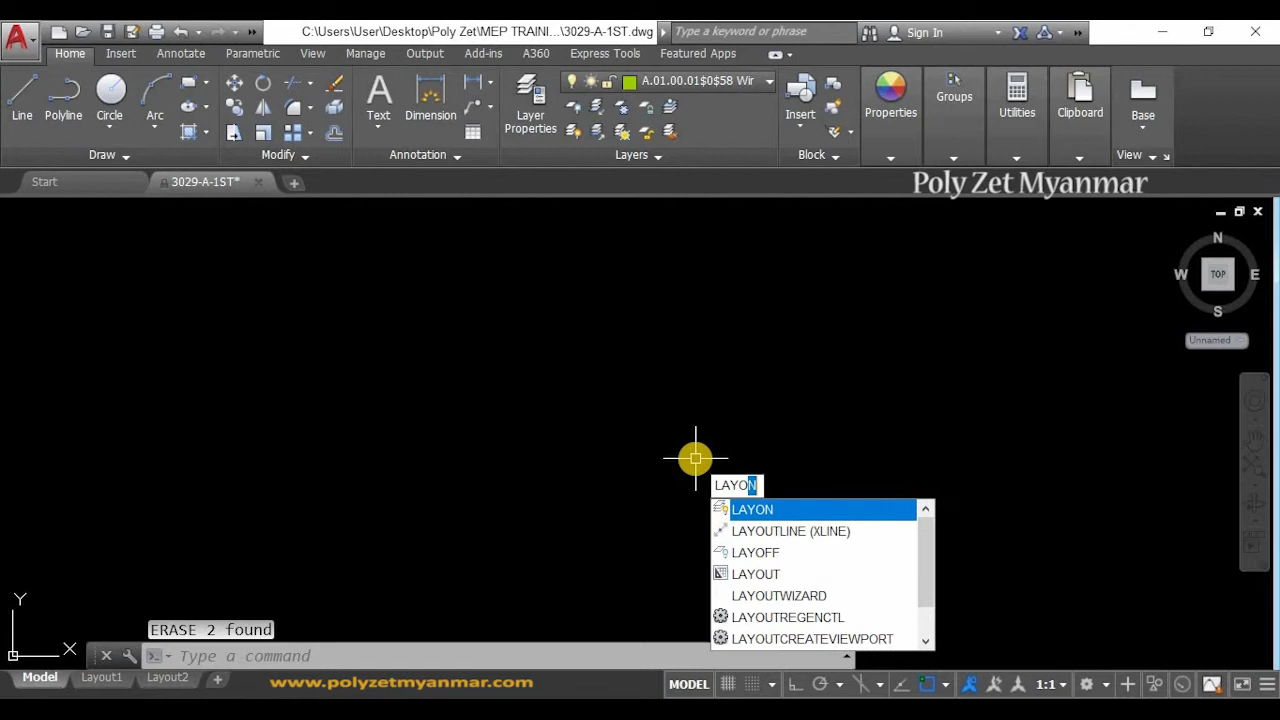 C:\Users\User\Desktop\Poly Zet\MEP TRAINI...\3029-A-1ST.dwg
Type a keyword or phrase
Sign In
Home Insert Annotate Parametric View Manage Output Add-ins A360 Express Tools Featured Apps
A.01.00.01$0$58 Wir
Line Polyline Circle Arc
Text Dimension
Layer Properties
Insert
Properties Groups Utilities Clipboard Base
Draw Modify Annotation Layers Block View
Start 3029-A-1ST*
Poly Zet Myanmar
N
W TOP E
S
Unnamed
LAYON
LAYON
LAYOUTLINE (XLINE)
LAYOFF
LAYOUT
LAYOUTWIZARD
LAYOUTREGENCTL
LAYOUTCREATEVIEWPORT
Y
X
ERASE 2 found
Type a command
Model Layout1 Layout2
www.polyzetmyanmar.com
MODEL 1:1